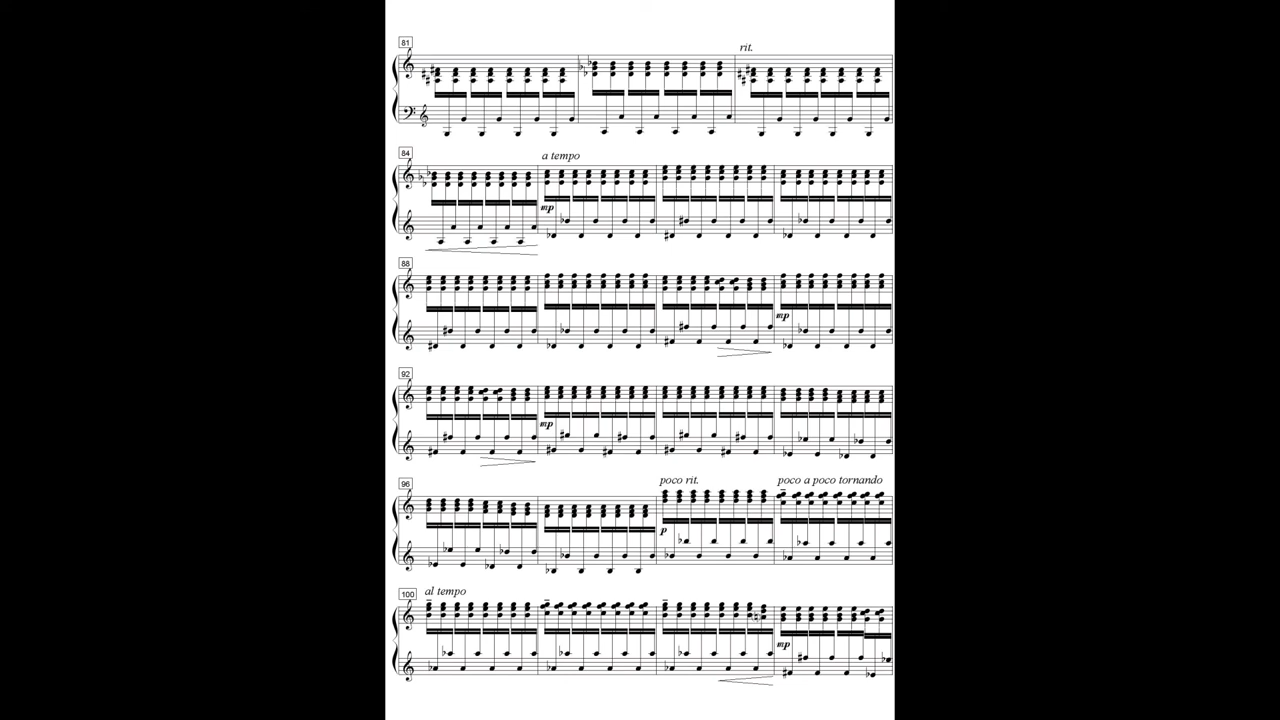 81
rit.
84
a tempo
mp
88
mp
92
mp
96
poco rit.
poco a poco tornando
p
100
al tempo
mp